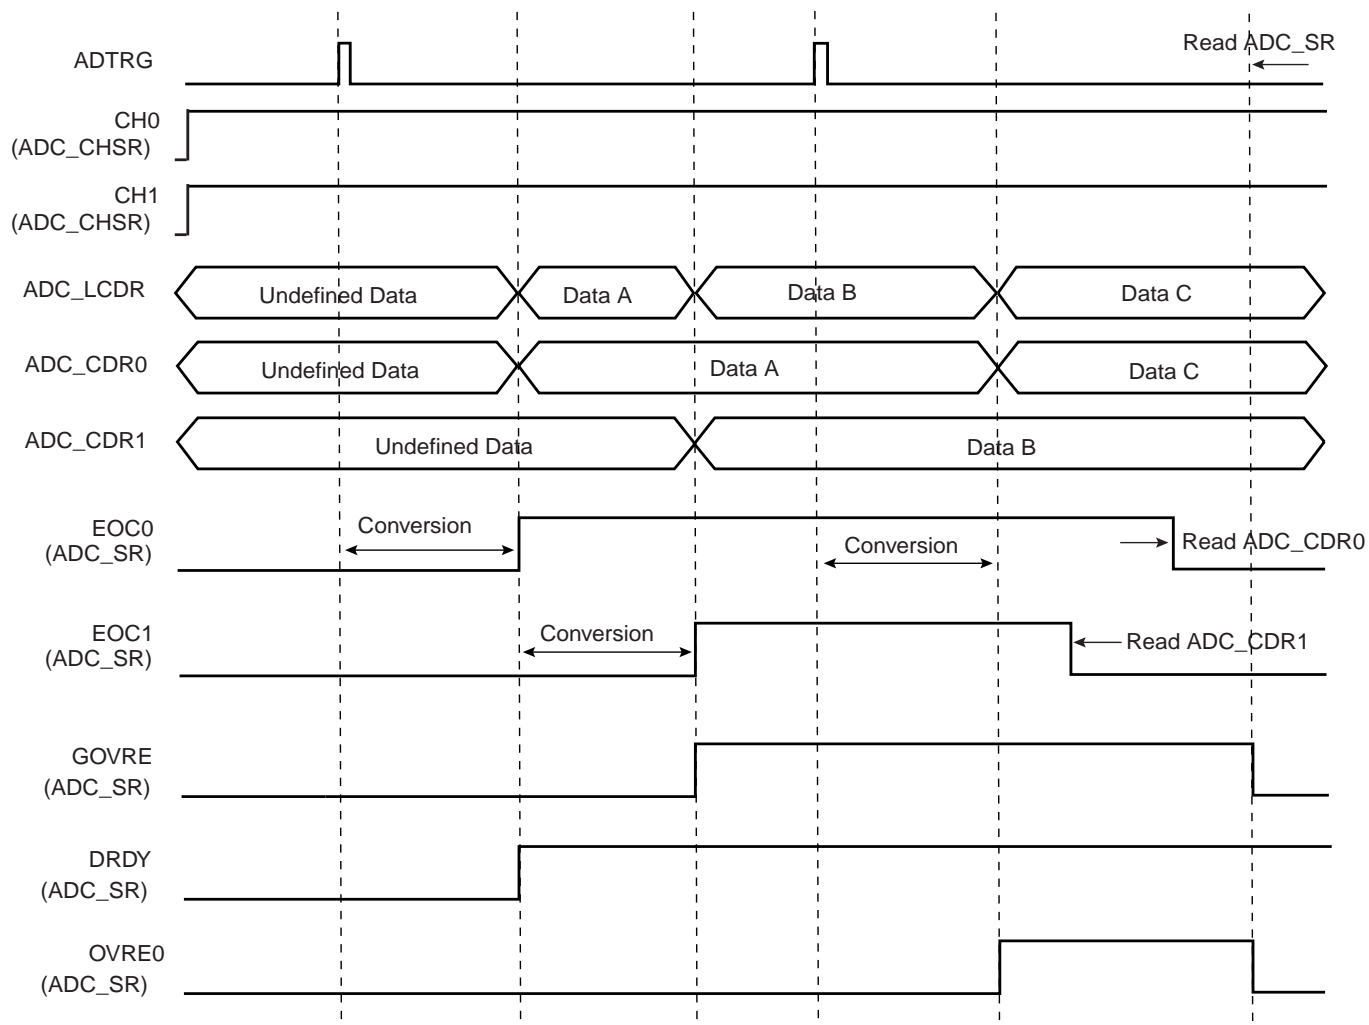 ADTRG
Read ADC_SR
CH0
(ADC_CHSR)
CH1
(ADC_CHSR)
ADC_LCDR
Undefined Data
Data A
Data B
Data C
ADC_CDR0
Undefined Data
Data A
Data C
ADC_CDR1
Undefined Data
Data B
EOC0
(ADC_SR)
Conversion
Conversion
Read ADC_CDR0
EOC1
(ADC_SR)
Conversion
Read ADC_CDR1
GOVRE
(ADC_SR)
DRDY
(ADC_SR)
OVRE0
(ADC_SR)